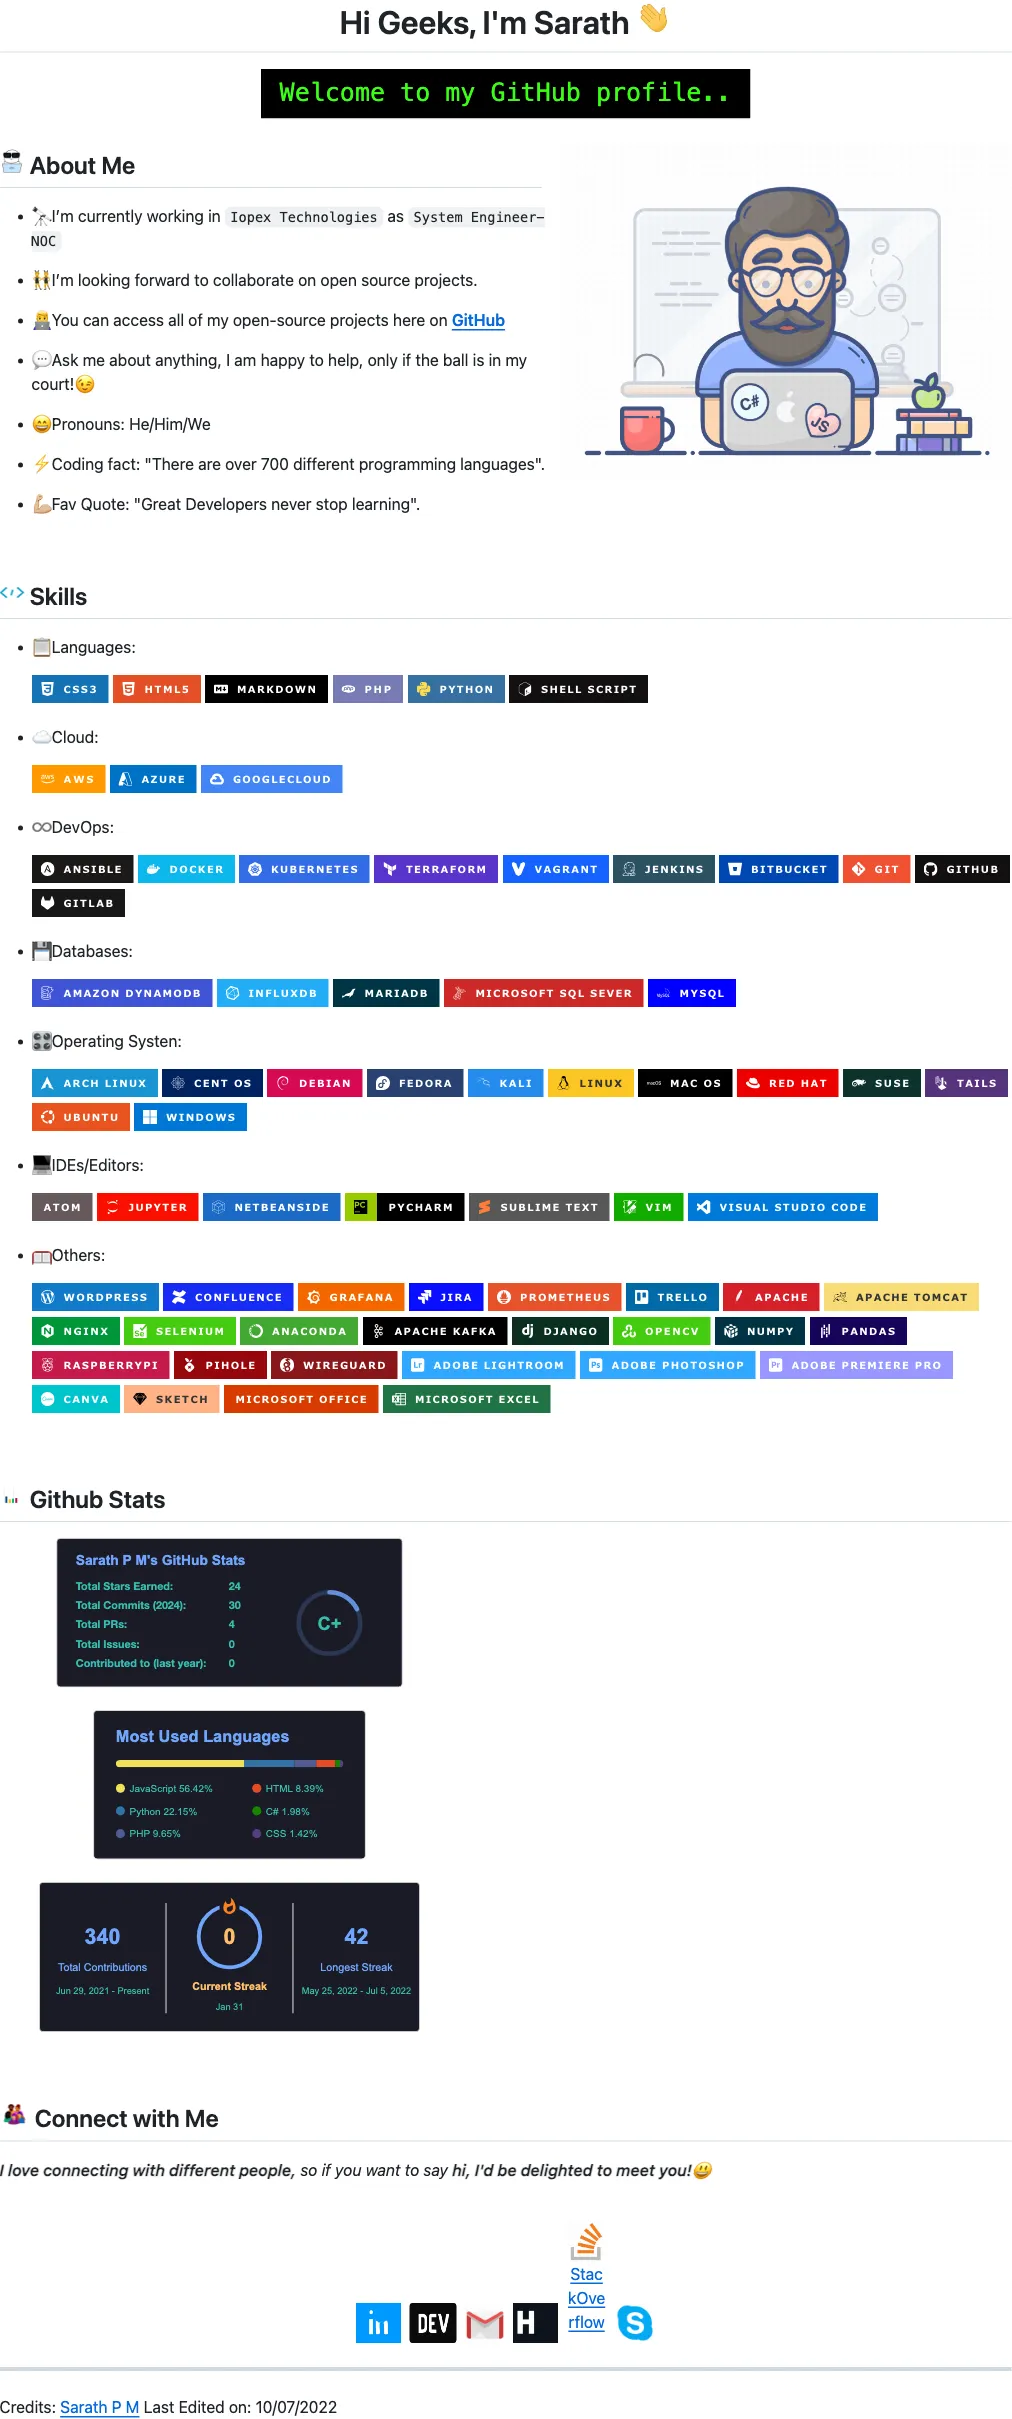 Hi Geeks, I'm Sarath 👋
Welcome to my GitHub profile..
About Me
I'm currently working in Iopex Technologies as System Engineer-
NOC
I'm looking forward to collaborate on open source projects.
You can access all of my open-source projects here on GitHub
Ask me about anything, I am happy to help, only if the ball is in my
court!😉
😄Pronouns: He/Him/We
⚡Coding fact: "There are over 700 different programming languages".
💪Fav Quote: "Great Developers never stop learning".
C#
JS
Skills
Languages:
CSS3 HTML5 MARKDOWN PHP PYTHON SHELL SCRIPT
Cloud:
AWS AZURE GOOGLECLOUD
DevOps:
ANSIBLE DOCKER KUBERNETES TERRAFORM VAGRANT JENKINS BITBUCKET GIT GITHUB
GITLAB
Databases:
AMAZON DYNAMODB INFLUXDB MARIADB MICROSOFT SQL SEVER MYSQL
Operating Systen:
ARCH LINUX CENT OS DEBIAN FEDORA KALI LINUX MAC OS RED HAT SUSE TAILS
UBUNTU WINDOWS
IDEs/Editors:
ATOM JUPYTER NETBEANSIDE PC PYCHARM SUBLIME TEXT VIM VISUAL STUDIO CODE
Others:
WORDPRESS CONFLUENCE GRAFANA JIRA PROMETHEUS TRELLO APACHE APACHE TOMCAT
NGINX Se SELENIUM ANACONDA APACHE KAFKA dj DJANGO OPENCV NUMPY PANDAS
RASPBERRYPI PIHOLE WIREGUARD Lr ADOBE LIGHTROOM Ps ADOBE PHOTOSHOP Pr ADOBE PREMIERE PRO
CANVA SKETCH MICROSOFT OFFICE MICROSOFT EXCEL
Github Stats
Sarath P M's GitHub Stats
Total Stars Earned: 24
Total Commits (2024): 30
Total PRs: 4
Total Issues: 0
Contributed to (last year): 0
C+
Most Used Languages
JavaScript 56.42% HTML 8.39%
Python 22.15% C# 1.98%
PHP 9.65% CSS 1.42%
340 0 42
Total Contributions Current Streak Longest Streak
Jun 29, 2021 - Present Jan 31 May 25, 2022 - Jul 5, 2022
Connect with Me
I love connecting with different people, so if you want to say hi, I'd be delighted to meet you!😃
Stac
kOve
rflow
in DEV M H S
Credits: Sarath P M Last Edited on: 10/07/2022